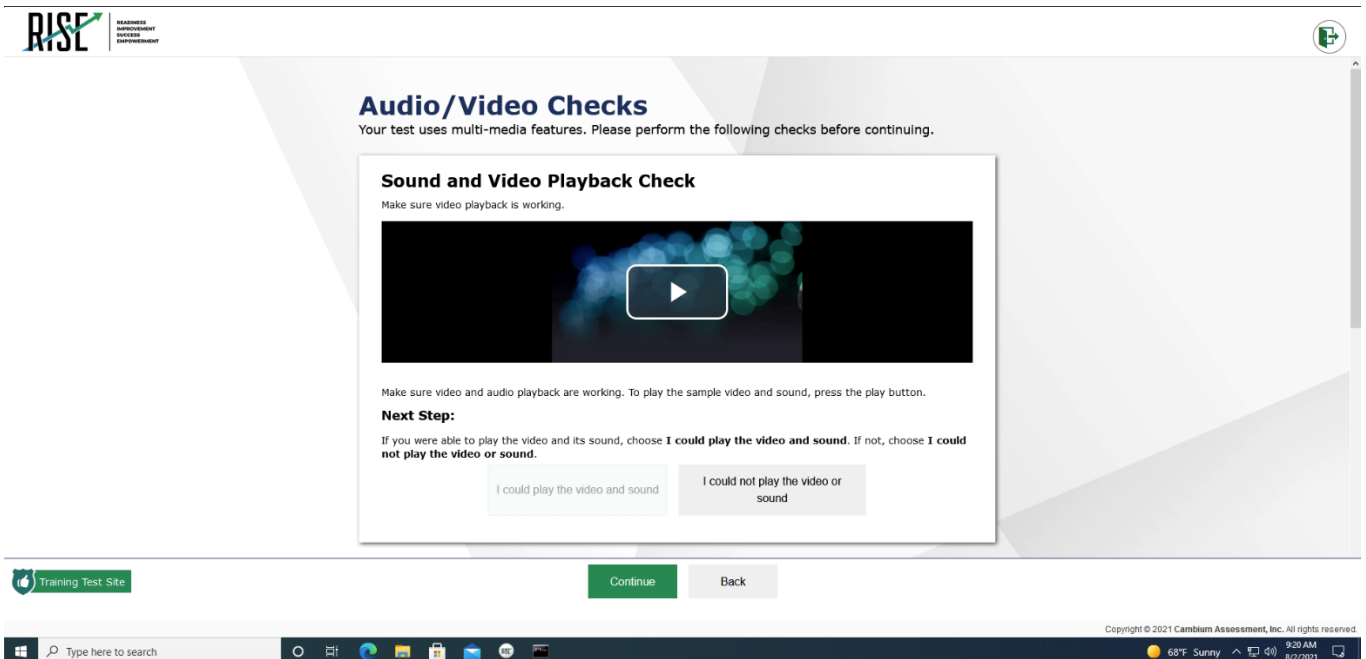 RISE
READINESS
IMPROVEMENT
SUCCESS
EMPOWERMENT
Audio/Video Checks
Your test uses multi-media features. Please perform the following checks before continuing.
Sound and Video Playback Check
Make sure video playback is working.
Make sure video and audio playback are working. To play the sample video and sound, press the play button.
Next Step:
If you were able to play the video and its sound, choose I could play the video and sound. If not, choose I could
not play the video or sound.
I could play the video and sound
I could not play the video or
sound
Training Test Site
Continue
Back
Copyright © 2021 Cambium Assessment, Inc. All rights reserved.
Type here to search
68°F Sunny
9:20 AM
8/2/2021